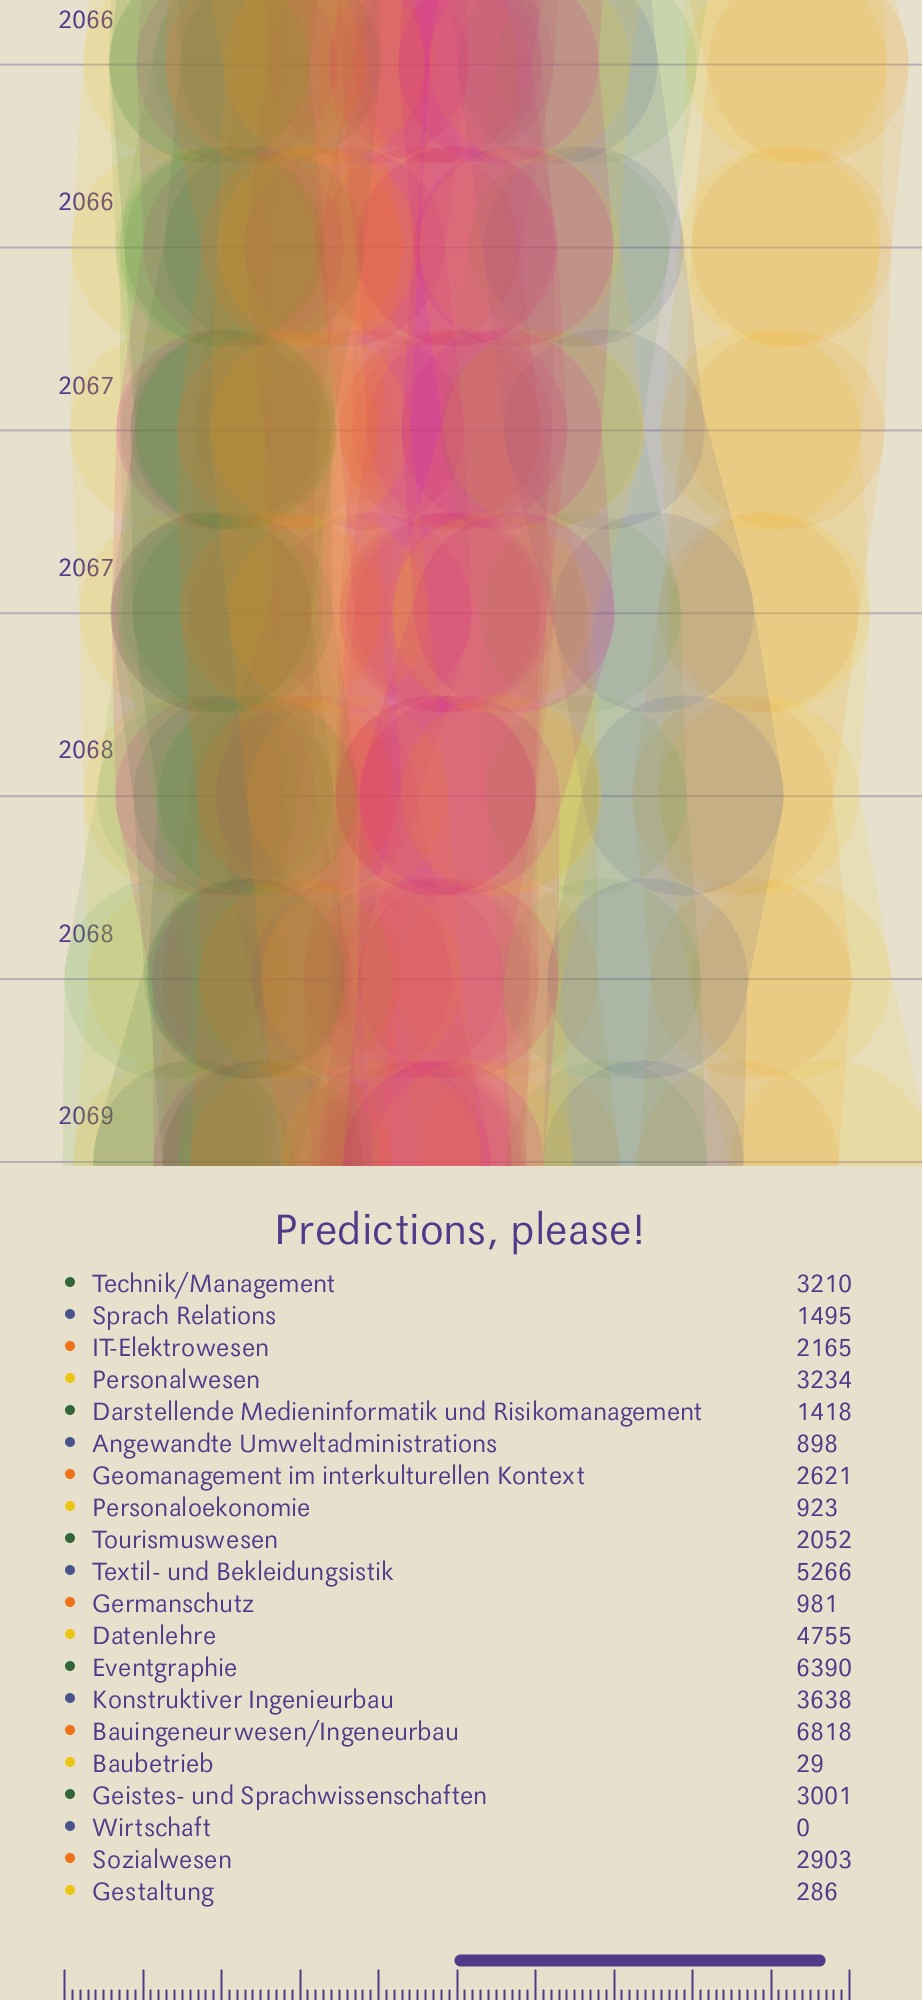 2066
2066
2067
2067
2068
2068
2069
Predictions, please!
Technik/Management 3210
Sprach Relations 1495
IT-Elektrowesen 2165
Personalwesen 3234
Darstellende Medieninformatik und Risikomanagement 1418
Angewandte Umweltadministrations 898
Geomanagement im interkulturellen Kontext 2621
Personaloekonomie 923
Tourismuswesen 2052
Textil- und Bekleidungsistik 5266
Germanschutz 981
Datenlehre 4755
Eventgraphie 6390
Konstruktiver Ingenieurbau 3638
Bauingeneurwesen/Ingeneurbau 6818
Baubetrieb 29
Geistes- und Sprachwissenschaften 3001
Wirtschaft 0
Sozialwesen 2903
Gestaltung 286